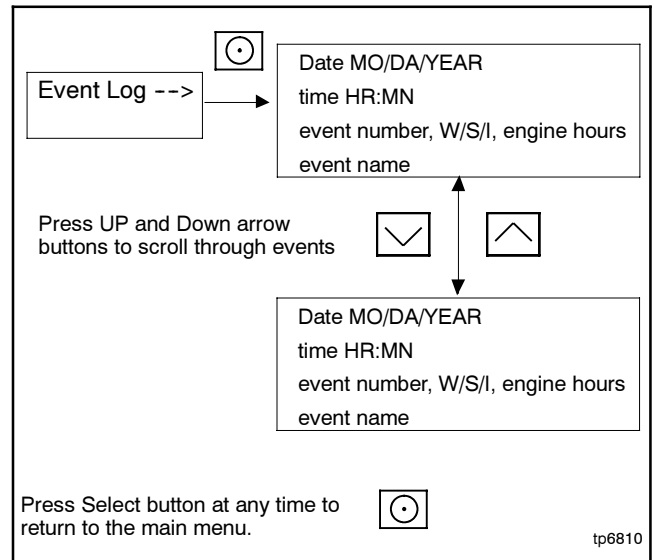 Event Log -->
Date MO/DA/YEAR
time HR:MN
event number, W/S/I, engine hours
event name
Press UP and Down arrow
buttons to scroll through events
Date MO/DA/YEAR
time HR:MN
event number, W/S/I, engine hours
event name
Press Select button at any time to
return to the main menu.
tp6810